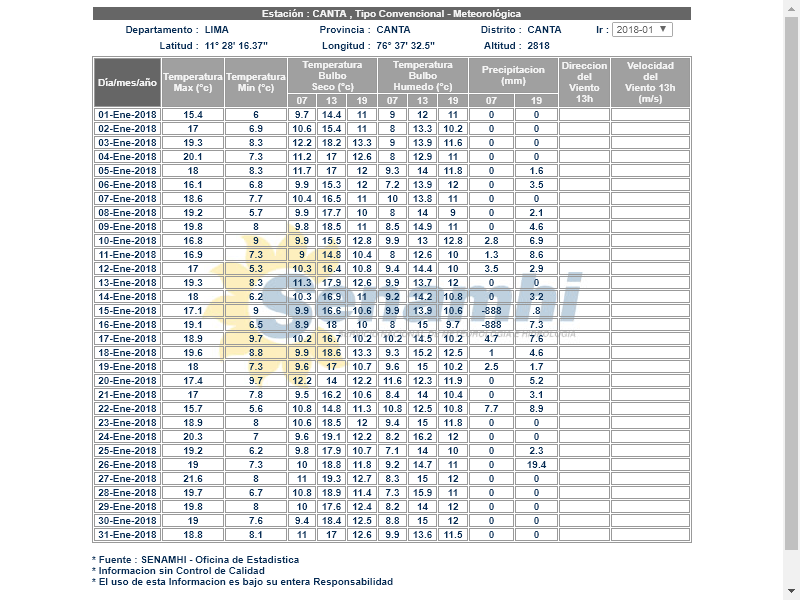 Estación : CANTA , Tipo Convencional - Meteorológica
Departamento : LIMA Provincia : CANTA Distrito : CANTA Ir : 2018-01
Latitud : 11° 28' 16.37" Longitud : 76° 37' 32.5" Altitud : 2818
Día/mes/año Temperatura Max (°c) Temperatura Min (°c) Temperatura Bulbo Seco (°c) Temperatura Bulbo Humedo (°c) Precipitacion (mm) Direccion del Viento 13h Velocidad del Viento 13h (m/s)
07 13 19 07 13 19 07 19
01-Ene-2018 15.4 6 9.7 14.4 11 9 12 11 0 0
02-Ene-2018 17 6.9 10.6 15.4 11 8 13.3 10.2 0 0
03-Ene-2018 19.3 8.3 12.2 18.2 13.3 9 13.9 11.6 0 0
04-Ene-2018 20.1 7.3 11.2 17 12.6 8 12.9 11 0 0
05-Ene-2018 18 8.3 11.7 17 12 9.3 14 11.8 0 1.6
06-Ene-2018 16.1 6.8 9.9 15.3 12 7.2 13.9 12 0 3.5
07-Ene-2018 18.6 7.7 10.4 16.5 11 10 13.8 11 0 0
08-Ene-2018 19.2 5.7 9.9 17.7 10 8 14 9 0 2.1
09-Ene-2018 19.8 8 9.8 18.5 11 8.5 14.9 11 0 4.6
10-Ene-2018 16.8 9 9.9 15.5 12.8 9.9 13 12.8 2.8 6.9
11-Ene-2018 16.9 7.3 9 14.8 10.4 8 12.6 10 1.3 8.6
12-Ene-2018 17 5.3 10.3 16.4 10.8 9.4 14.4 10 3.5 2.9
13-Ene-2018 19.3 8.3 11.3 17.9 12.6 9.9 13.7 12 0 0
14-Ene-2018 18 6.2 10.3 16.9 11 9.2 14.2 10.8 0 3.2
15-Ene-2018 17.1 9 9.9 16.6 10.6 9.9 13.9 10.6 -888 .8
16-Ene-2018 19.1 6.5 8.9 18 10 8 15 9.7 -888 7.3
17-Ene-2018 18.9 9.7 10.2 16.7 10.2 10.2 14.5 10.2 4.7 7.6
18-Ene-2018 19.6 8.8 9.9 18.6 13.3 9.3 15.2 12.5 1 4.6
19-Ene-2018 18 7.3 9.6 17 10.7 9.6 15 10.2 2.5 1.7
20-Ene-2018 17.4 9.7 12.2 14 12.2 11.6 12.3 11.9 0 5.2
21-Ene-2018 17 7.8 9.5 16.2 10.6 8.4 14 10.4 0 3.1
22-Ene-2018 15.7 5.6 10.8 14.8 11.3 10.8 12.5 10.8 7.7 8.9
23-Ene-2018 18.9 8 10.6 18.5 12 9.4 15 11.8 0 0
24-Ene-2018 20.3 7 9.6 19.1 12.2 8.2 16.2 12 0 0
25-Ene-2018 19.2 6.2 9.8 17.9 10.7 7.1 14 10 0 2.3
26-Ene-2018 19 7.3 10 18.8 11.8 9.2 14.7 11 0 19.4
27-Ene-2018 21.6 8 11 19.3 12.7 8.3 15 12 0 0
28-Ene-2018 19.7 6.7 10.8 18.9 11.4 7.3 15.9 11 0 0
29-Ene-2018 19.8 8 10 17.6 12.4 8.2 14 12 0 0
30-Ene-2018 19 7.6 9.4 18.4 12.5 8.8 15 12 0 0
31-Ene-2018 18.8 8.1 11 17 12.6 9.9 13.6 11.5 0 0
Senamhi
* Fuente : SENAMHI - Oficina de Estadistica
* Informacion sin Control de Calidad
* El uso de esta Informacion es bajo su entera Responsabilidad